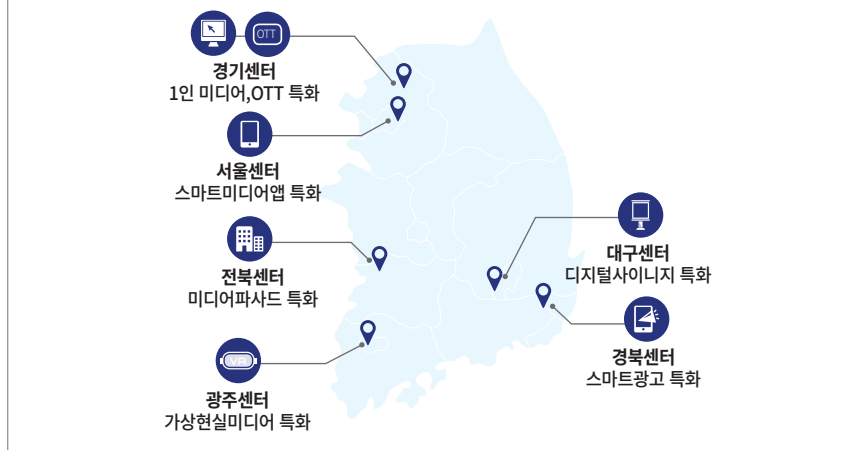 OTT
경기센터
1인 미디어,OTT 특화
서울센터
스마트미디어앱 특화
전북센터
미디어파사드 특화
VR
광주센터
가상현실미디어 특화
대구센터
디지털사이니지 특화
경북센터
스마트광고 특화